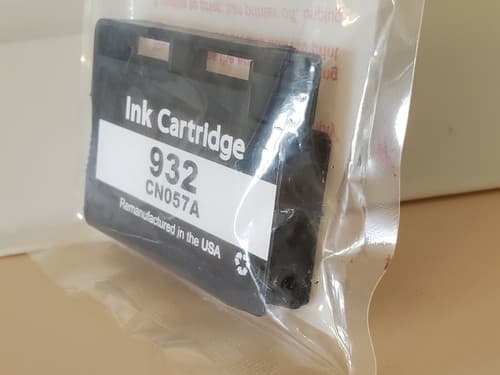 Ink Cartridge
932
CN057A
Remanufactured in the USA